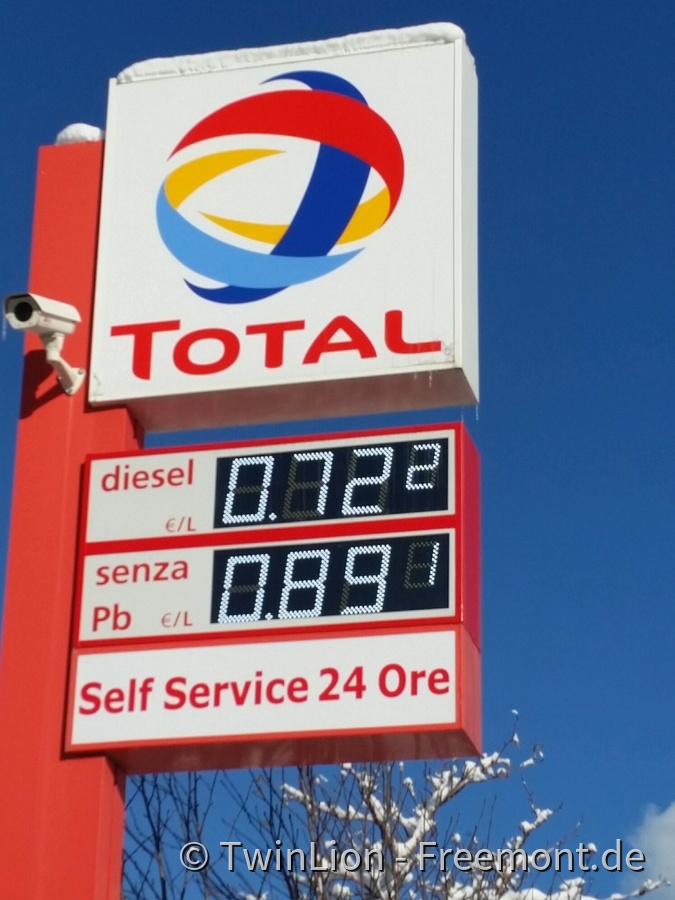 TOTAL
diesel
€/L
0.722
senza
Pb €/L
0.891
Self Service 24 Ore
© TwinLion - Freemont.de